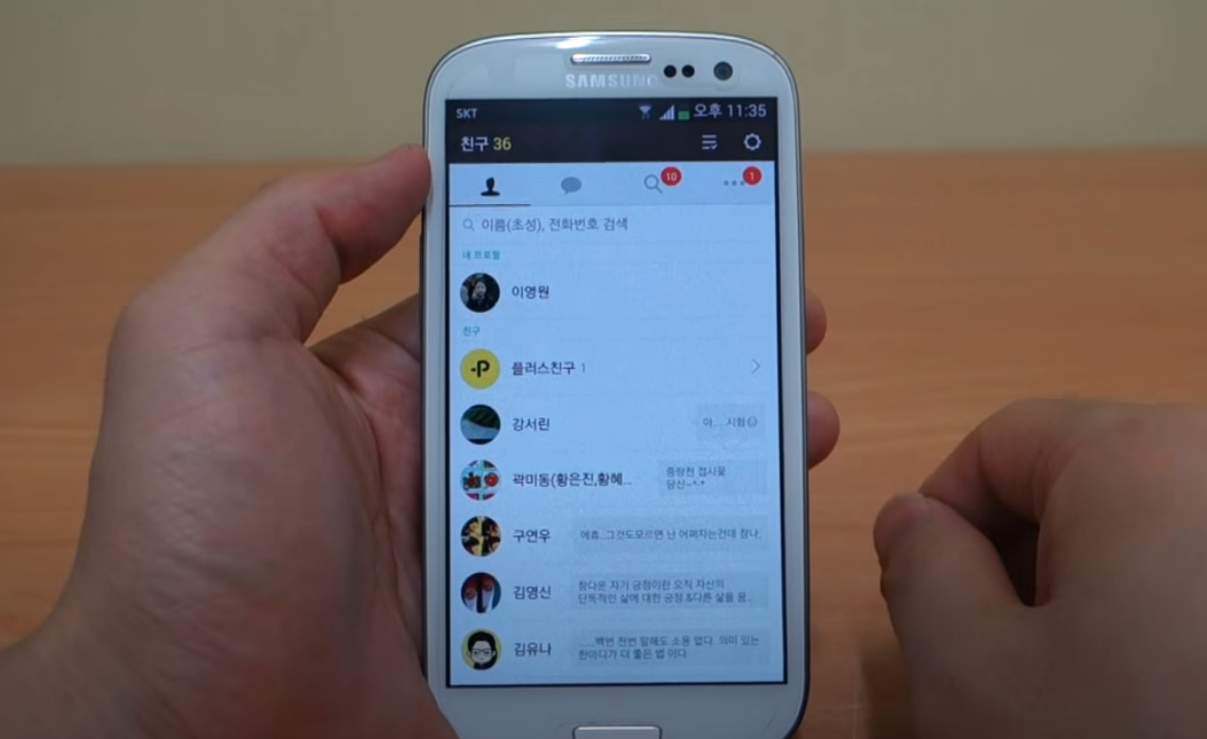 SAMSUNG
SKT
오후 11:35
친구 36
10
1
이름(초성), 전화번호 검색
내 프로필
이영원
친구
-P
플러스친구 1
강서린
아....시험
곽미동(황은진,황혜...
중랑천 접시꽃
당신~*.*
구연우
에휴..그것도모르면 난 어쩌자는건데 참나.
김영신
참다운 자기 긍정이란 오직 자신의
단독적인 삶에 대한 긍정 &다른 삶을 꿈...
김유나
......백번 천번 말해도 소용 없다. 의미 있는
한마디가 더 좋은 법 이다.